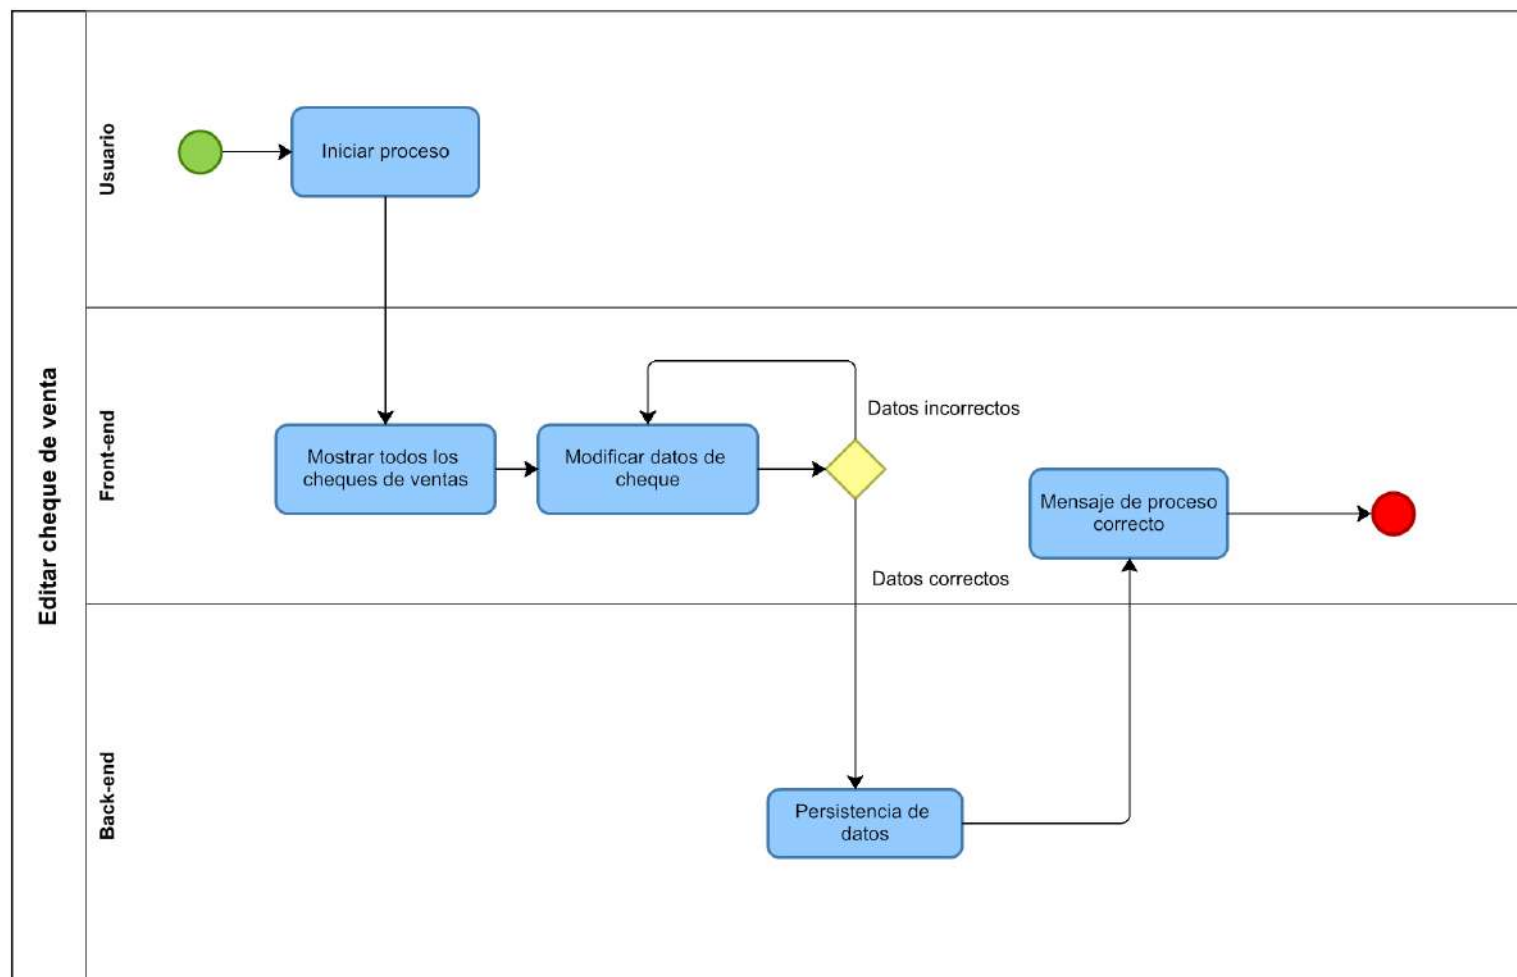 Editar cheque de venta
Usuario
Iniciar proceso
Front-end
Mostrar todos los
cheques de ventas
Modificar datos de
cheque
Datos incorrectos
Datos correctos
Mensaje de proceso
correcto
Back-end
Persistencia de
datos